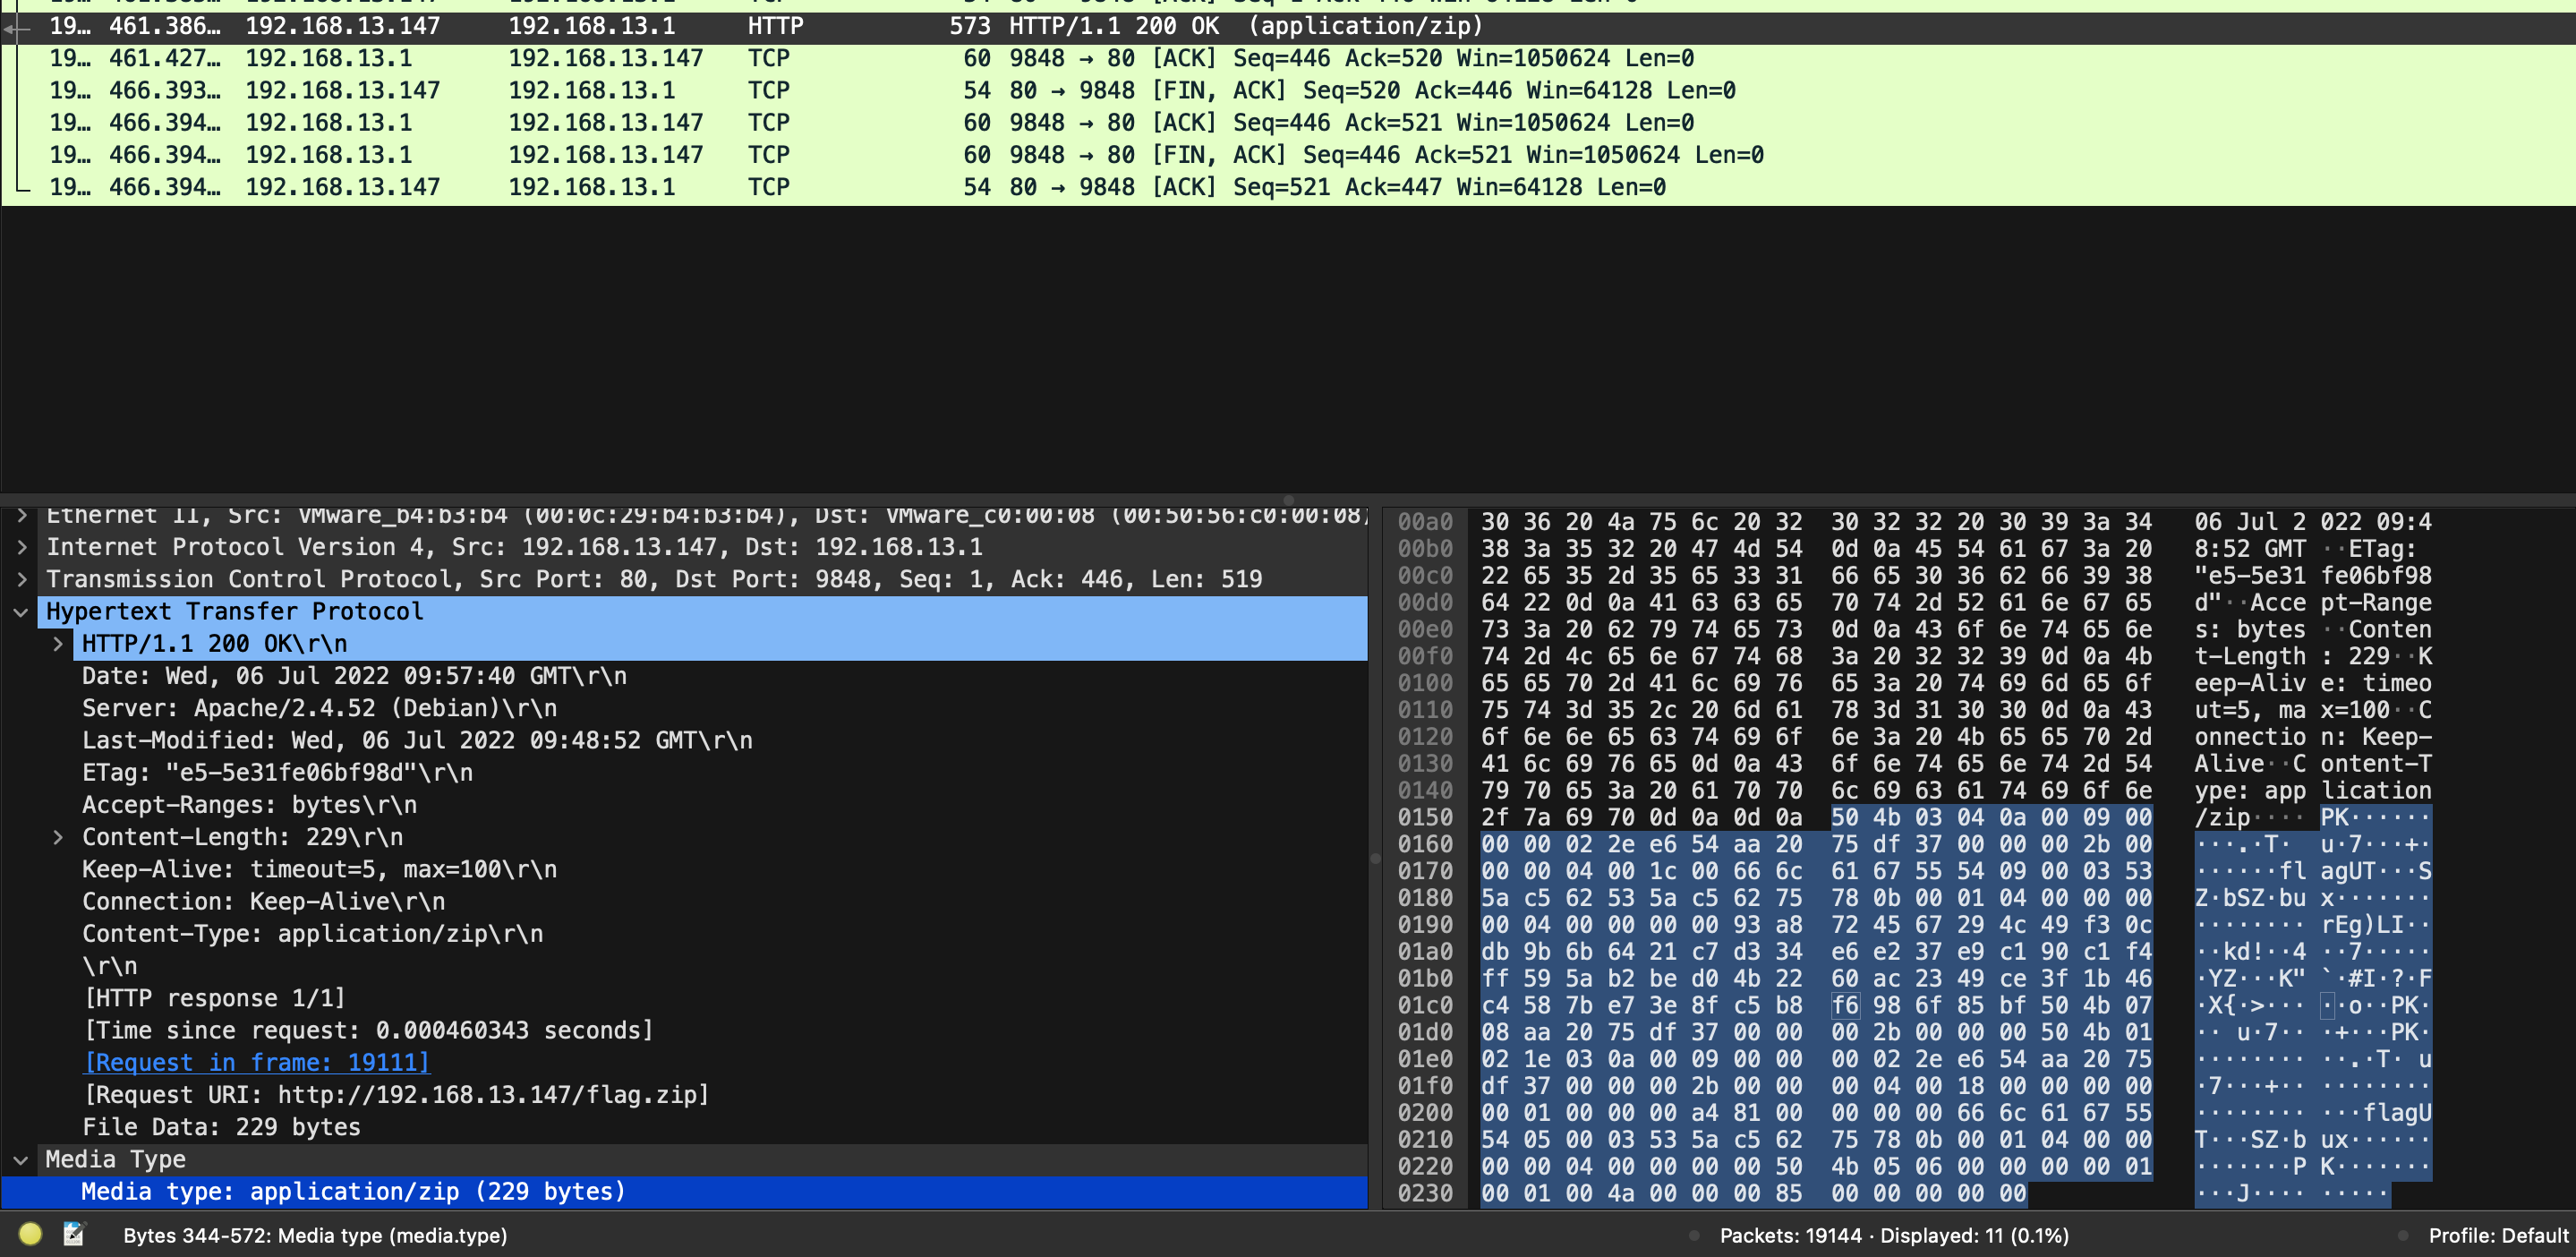 19… 461.386… 192.168.13.147 192.168.13.1 HTTP 573 HTTP/1.1 200 OK (application/zip)
19… 461.427… 192.168.13.1 192.168.13.147 TCP 60 9848 → 80 [ACK] Seq=446 Ack=520 Win=1050624 Len=0
19… 466.393… 192.168.13.147 192.168.13.1 TCP 54 80 → 9848 [FIN, ACK] Seq=520 Ack=446 Win=64128 Len=0
19… 466.394… 192.168.13.1 192.168.13.147 TCP 60 9848 → 80 [ACK] Seq=446 Ack=521 Win=1050624 Len=0
19… 466.394… 192.168.13.1 192.168.13.147 TCP 60 9848 → 80 [FIN, ACK] Seq=446 Ack=521 Win=1050624 Len=0
19… 466.394… 192.168.13.147 192.168.13.1 TCP 54 80 → 9848 [ACK] Seq=521 Ack=447 Win=64128 Len=0
Ethernet II, Src: VMware_b4:b3:b4 (00:0c:29:b4:b3:b4), Dst: VMware_c0:00:08 (00:50:56:c0:00:08)
Internet Protocol Version 4, Src: 192.168.13.147, Dst: 192.168.13.1
Transmission Control Protocol, Src Port: 80, Dst Port: 9848, Seq: 1, Ack: 446, Len: 519
Hypertext Transfer Protocol
HTTP/1.1 200 OK\r\n
Date: Wed, 06 Jul 2022 09:57:40 GMT\r\n
Server: Apache/2.4.52 (Debian)\r\n
Last-Modified: Wed, 06 Jul 2022 09:48:52 GMT\r\n
ETag: "e5-5e31fe06bf98d"\r\n
Accept-Ranges: bytes\r\n
Content-Length: 229\r\n
Keep-Alive: timeout=5, max=100\r\n
Connection: Keep-Alive\r\n
Content-Type: application/zip\r\n
\r\n
[HTTP response 1/1]
[Time since request: 0.000460343 seconds]
[Request in frame: 19111]
[Request URI: http://192.168.13.147/flag.zip]
File Data: 229 bytes
Media Type
Media type: application/zip (229 bytes)
00a0 30 36 20 4a 75 6c 20 32 30 32 32 20 30 39 3a 34 06 Jul 2 022 09:4
00b0 38 3a 35 32 20 47 4d 54 0d 0a 45 54 61 67 3a 20 8:52 GMT ··ETag:
00c0 22 65 35 2d 35 65 33 31 66 65 30 36 62 66 39 38 "e5-5e31 fe06bf98
00d0 64 22 0d 0a 41 63 63 65 70 74 2d 52 61 6e 67 65 d"··Acce pt-Range
00e0 73 3a 20 62 79 74 65 73 0d 0a 43 6f 6e 74 65 6e s: bytes ··Conten
00f0 74 2d 4c 65 6e 67 74 68 3a 20 32 32 39 0d 0a 4b t-Length : 229··K
0100 65 65 70 2d 41 6c 69 76 65 3a 20 74 69 6d 65 6f eep-Aliv e: timeo
0110 75 74 3d 35 2c 20 6d 61 78 3d 31 30 30 0d 0a 43 ut=5, ma x=100··C
0120 6f 6e 6e 65 63 74 69 6f 6e 3a 20 4b 65 65 70 2d onnectio n: Keep-
0130 41 6c 69 76 65 0d 0a 43 6f 6e 74 65 6e 74 2d 54 Alive··C ontent-T
0140 79 70 65 3a 20 61 70 70 6c 69 63 61 74 69 6f 6e ype: app lication
0150 2f 7a 69 70 0d 0a 0d 0a 50 4b 03 04 0a 00 09 00 /zip···· PK······
0160 00 00 02 2e e6 54 aa 20 75 df 37 00 00 00 2b 00 ···.·T·  u·7···+·
0170 00 00 04 00 1c 00 66 6c 61 67 55 54 09 00 03 53 ······fl agUT···S
0180 5a c5 62 53 5a c5 62 75 78 0b 00 01 04 00 00 00 Z·bSZ·bu x·······
0190 00 04 00 00 00 00 93 a8 72 45 67 29 4c 49 f3 0c ········ rEg)LI··
01a0 db 9b 6b 64 21 c7 d3 34 e6 e2 37 e9 c1 90 c1 f4 ··kd!··4 ··7·····
01b0 ff 59 5a b2 be d0 4b 22 60 ac 23 49 ce 3f 1b 46 ·YZ···K" `·#I·?·F
01c0 c4 58 7b e7 3e 8f c5 b8 f6 98 6f 85 bf 50 4b 07 ·X{·>··· ··o··PK·
01d0 08 aa 20 75 df 37 00 00 00 2b 00 00 00 50 4b 01 ·· u·7·· ·+···PK·
01e0 02 1e 03 0a 00 09 00 00 00 02 2e e6 54 aa 20 75 ········ ··.·T· u
01f0 df 37 00 00 00 2b 00 00 00 04 00 18 00 00 00 00 ·7···+·· ········
0200 00 01 00 00 00 a4 81 00 00 00 00 66 6c 61 67 55 ········ ···flagU
0210 54 05 00 03 53 5a c5 62 75 78 0b 00 01 04 00 00 T···SZ·b ux······
0220 00 00 04 00 00 00 00 50 4b 05 06 00 00 00 00 01 ·······P K·······
0230 00 01 00 4a 00 00 00 85 00 00 00 00 00 ···J···· ·····
Bytes 344-572: Media type (media.type)
Packets: 19144 · Displayed: 11 (0.1%)
Profile: Default